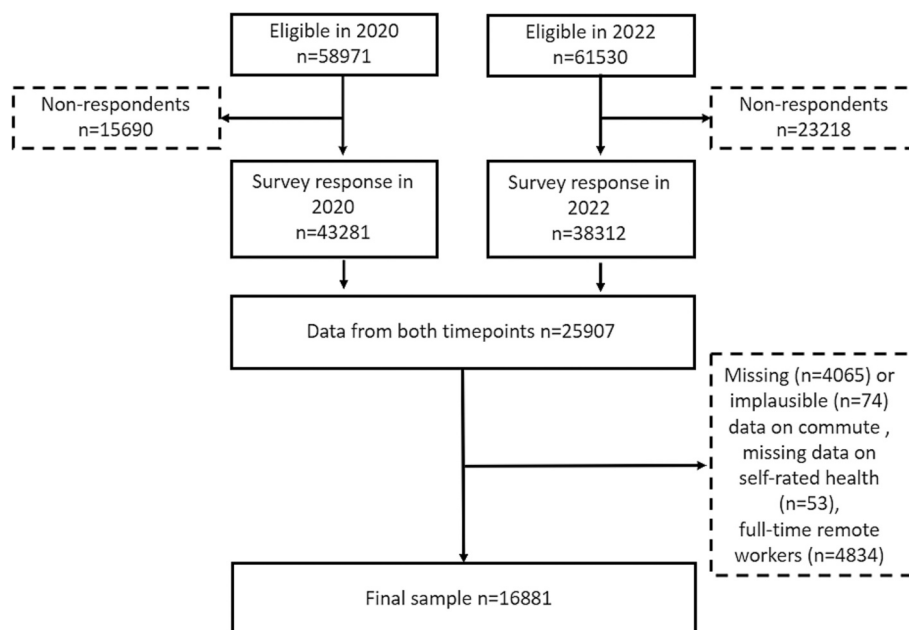 Eligible in 2020
n=58971
Eligible in 2022
n=61530
Non-respondents
n=15690
Non-respondents
n=23218
Survey response in
2020
n=43281
Survey response in
2022
n=38312
Data from both timepoints n=25907
Missing (n=4065) or
implausible (n=74)
data on commute ,
missing data on
self-rated health
(n=53),
full-time remote
workers (n=4834)
Final sample n=16881